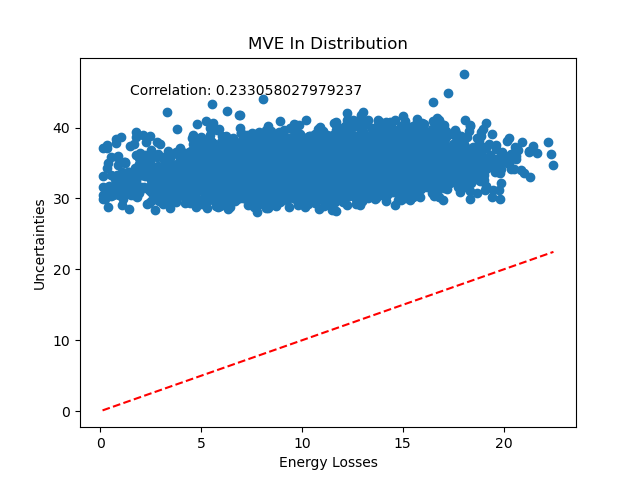 MVE In Distribution
Correlation: 0.233058027979237
Uncertainties
40
30
20
10
0
0 5 10 15 20
Energy Losses